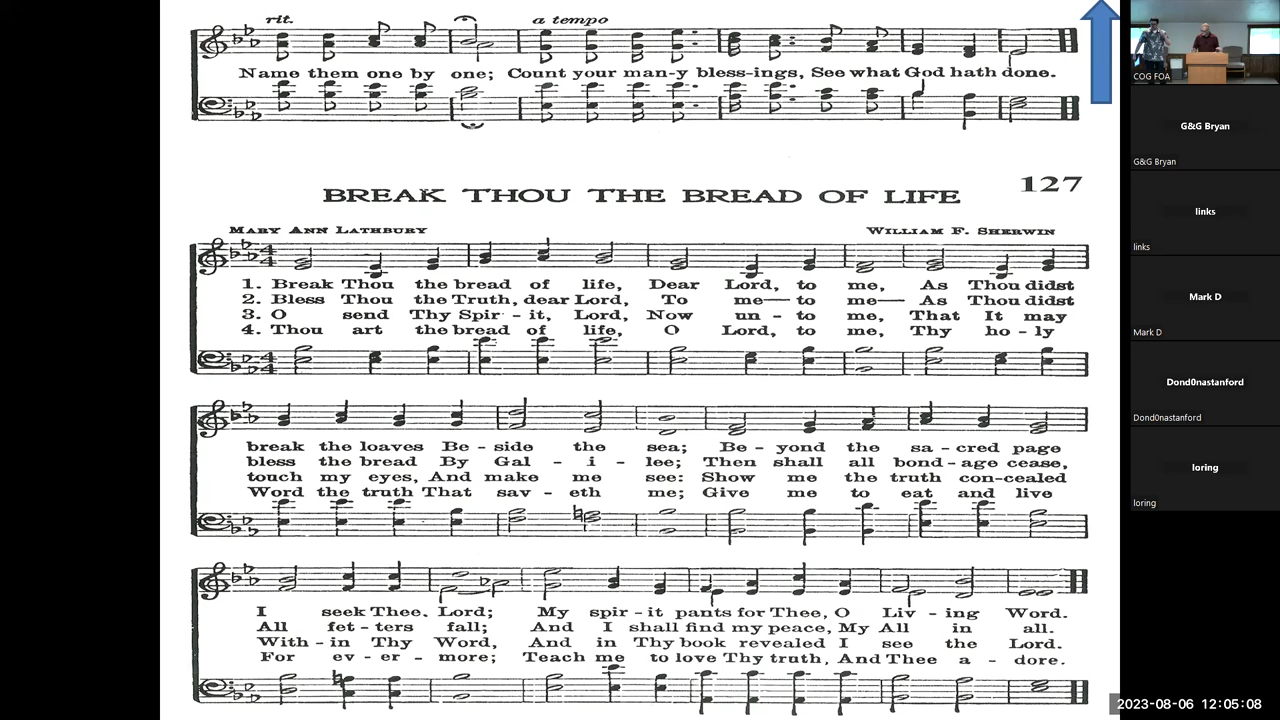 rit.
a tempo
Name them one by one; Count your man-y bless-ings, See what God hath done.
127
BREAK THOU THE BREAD OF LIFE
MARY ANN LATHBURY
WILLIAM F. SHERWIN
1. Break Thou the bread of life, Dear Lord, to me, As Thou didst
2. Bless Thou the Truth, dear Lord, To me— to me— As Thou didst
3. O send Thy Spir - it, Lord, Now un - to me, That It may
4. Thou art the bread of life, O Lord, to me, Thy ho - ly
break the loaves Be - side the sea; Be - yond the sa - cred page
bless the bread By Gal - i - lee; Then shall all bond - age cease,
touch my eyes, And make me see: Show me the truth con-cealed
Word the truth That sav - eth me; Give me to eat and live
I seek Thee, Lord; My spir - it pants for Thee, O Liv - ing Word.
All fet - ters fall; And I shall find my peace, My All in all.
With - in Thy Word, And in Thy book revealed I see the Lord.
For ev - er - more; Teach me to love Thy truth, And Thee a - dore.
COG FOA
G&G Bryan
G&G Bryan
links
links
Mark D
Mark D
Dond0nastanford
Dond0nastanford
loring
loring
2023-08-06 12:05:08